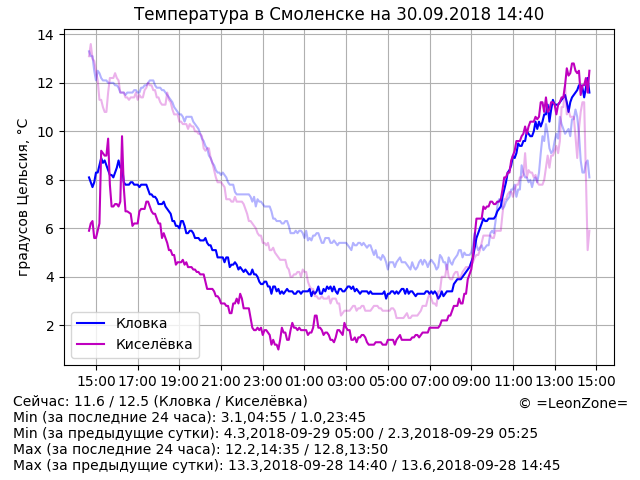 Температура в Смоленске на 30.09.2018 14:40
градусов Цельсия, °C
14
12
10
8
6
4
2
Кловка
Киселёвка
15:00 17:00 19:00 21:00 23:00 01:00 03:00 05:00 07:00 09:00 11:00 13:00 15:00
Сейчас: 11.6 / 12.5 (Кловка / Киселёвка)
© =LeonZone=
Min (за последние 24 часа): 3.1,04:55 / 1.0,23:45
Min (за предыдущие сутки): 4.3,2018-09-29 05:00 / 2.3,2018-09-29 05:25
Max (за последние 24 часа): 12.2,14:35 / 12.8,13:50
Max (за предыдущие сутки): 13.3,2018-09-28 14:40 / 13.6,2018-09-28 14:45